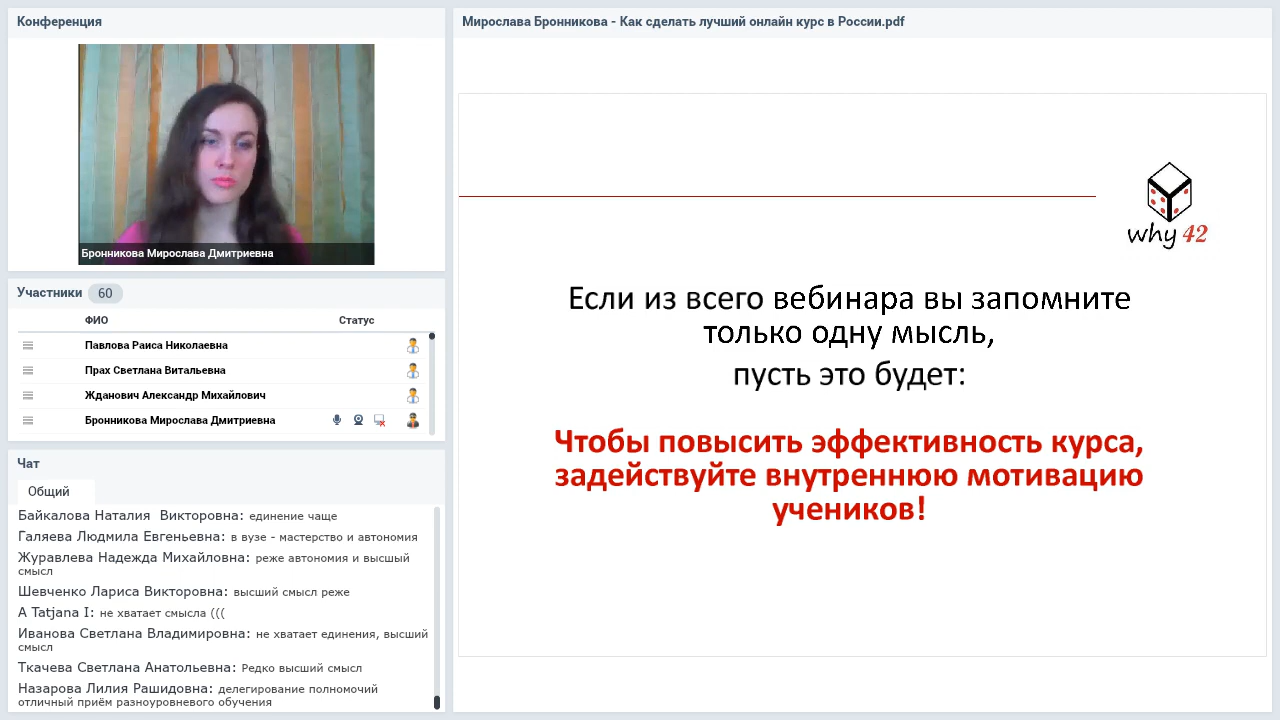 Конференция
Бронникова Мирослава Дмитриевна
Участники 60
ФИО Статус
Павлова Раиса Николаевна
Прах Светлана Витальевна
Жданович Александр Михайлович
Бронникова Мирослава Дмитриевна
Чат
Общий
Байкалова Наталия Викторовна: единение чаще
Галяева Людмила Евгеньевна: в вузе - мастерство и автономия
Журавлева Надежда Михайловна: реже автономия и высшый
смысл
Шевченко Лариса Викторовна: высший смысл реже
A Tatjana I: не хватает смысла (((
Иванова Светлана Владимировна: не хватает единения, высший
смысл
Ткачева Светлана Анатольевна: Редко высший смысл
Назарова Лилия Рашидовна: делегирование полномочий
отличный приём разноуровневого обучения
Мирослава Бронникова - Как сделать лучший онлайн курс в России.pdf
why 42
Если из всего вебинара вы запомните
только одну мысль,
пусть это будет:
Чтобы повысить эффективность курса,
задействуйте внутреннюю мотивацию
учеников!